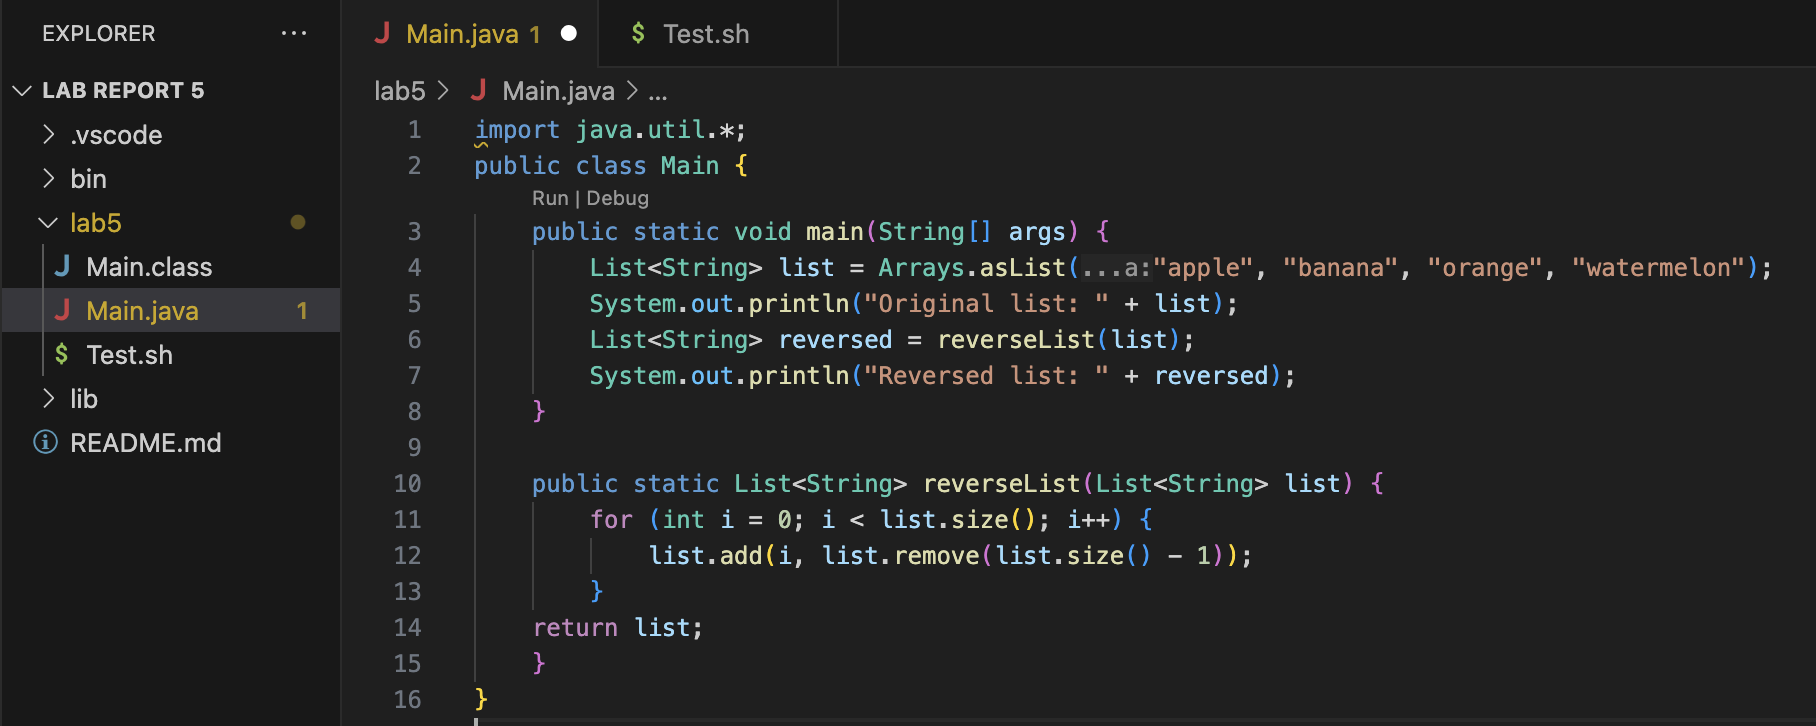 EXPLORER ...
LAB REPORT 5
.vscode
bin
lab5
J Main.class
J Main.java 1
$ Test.sh
lib
README.md
J Main.java 1 $ Test.sh
lab5 > J Main.java > ...
1 import java.util.*;
2 public class Main {
Run | Debug
3 public static void main(String[] args) {
4 List<String> list = Arrays.asList(...a:"apple", "banana", "orange", "watermelon");
5 System.out.println("Original list: " + list);
6 List<String> reversed = reverseList(list);
7 System.out.println("Reversed list: " + reversed);
8 }
9
10 public static List<String> reverseList(List<String> list) {
11 for (int i = 0; i < list.size(); i++) {
12 list.add(i, list.remove(list.size() - 1));
13 }
14 return list;
15 }
16 }